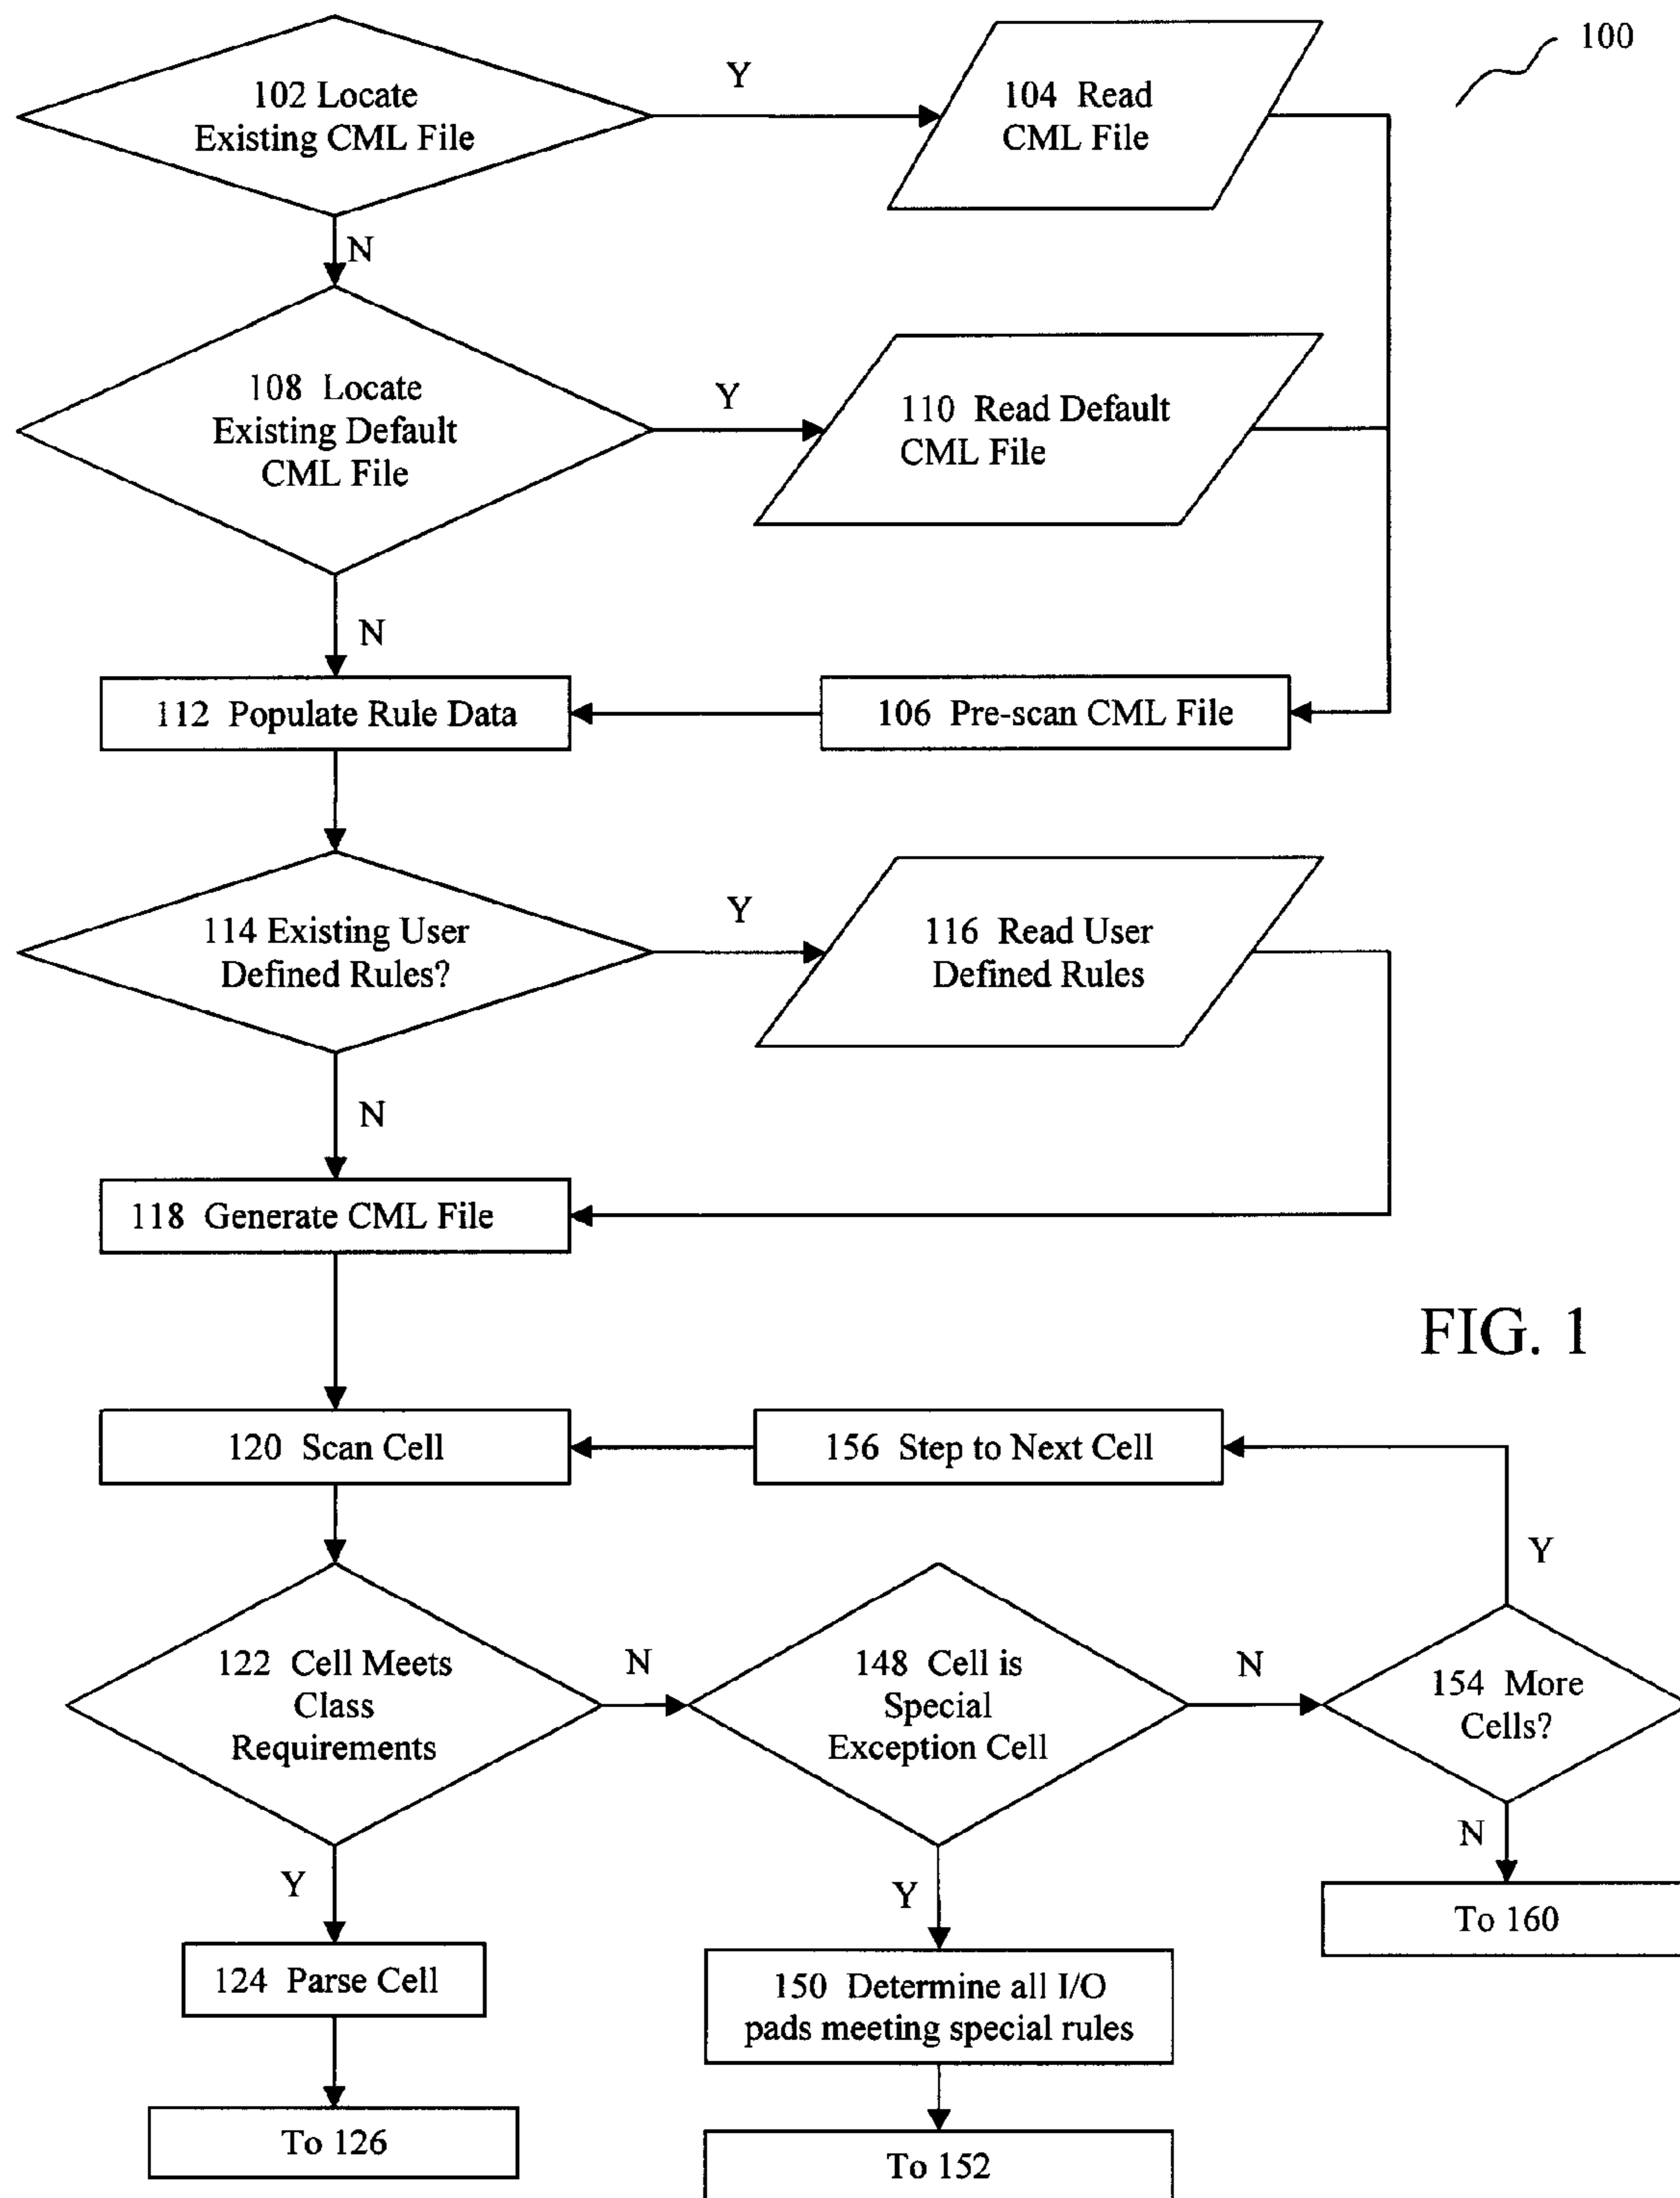 100
102 Locate
Existing CML File
Y
104 Read
CML File
N
108 Locate
Existing Default
CML File
Y
110 Read Default
CML File
N
112 Populate Rule Data
106 Pre-scan CML File
114 Existing User
Defined Rules?
Y
116 Read User
Defined Rules
N
118 Generate CML File
FIG. 1
120 Scan Cell
156 Step to Next Cell
Y
122 Cell Meets
Class
Requirements
N
148 Cell is
Special
Exception Cell
N
154 More
Cells?
Y
Y
N
To 160
124 Parse Cell
150 Determine all I/O
pads meeting special rules
To 126
To 152